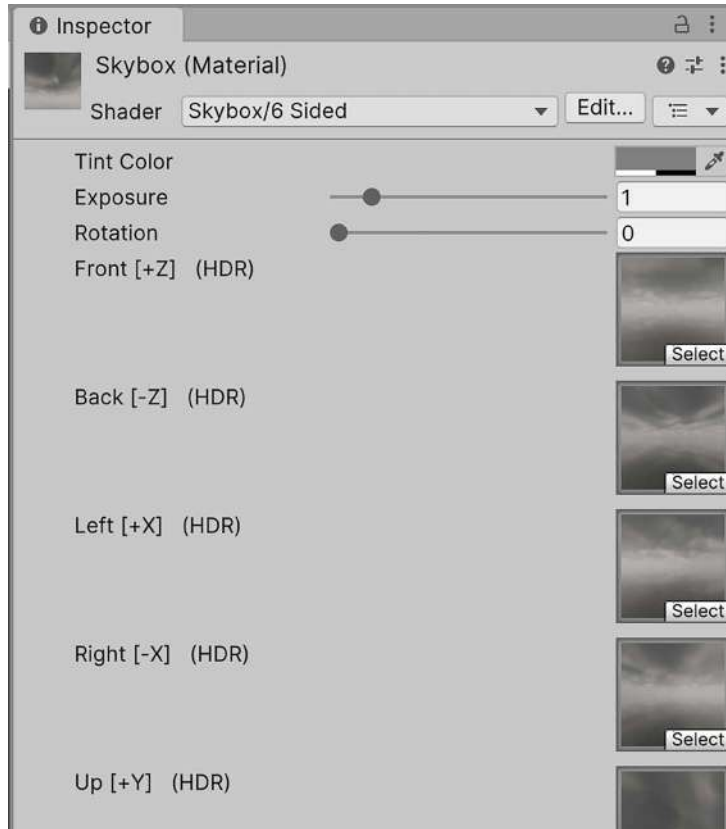 Inspector
Skybox (Material)
Shader Skybox/6 Sided Edit...
Tint Color
Exposure 1
Rotation 0
Front [+Z] (HDR)
Select
Back [-Z] (HDR)
Select
Left [+X] (HDR)
Select
Right [-X] (HDR)
Select
Up [+Y] (HDR)